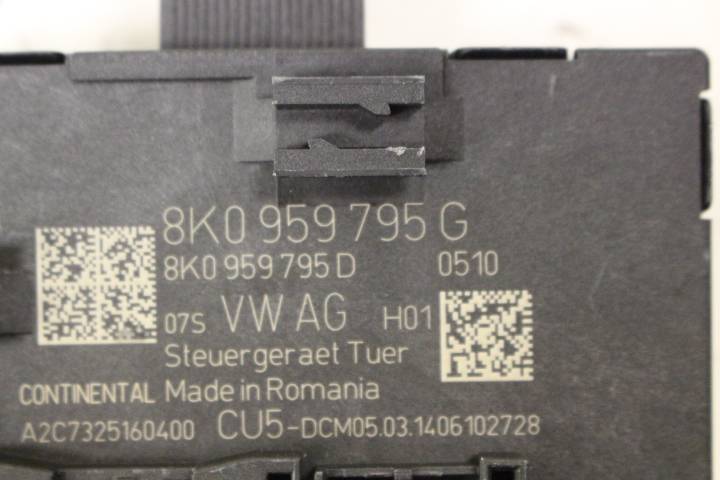 8K0 959 795 G
8K0 959 795 D 0510
07S VW AG H01
Steuergeraet Tuer
CONTINENTAL Made in Romania
A2C7325160400 CU5-DCM05.03.1406102728